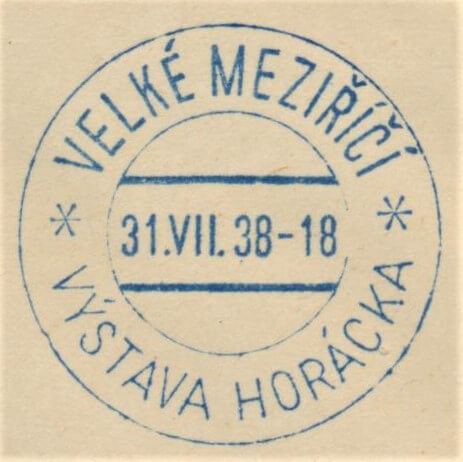 VELKÉ MEZIŘÍČÍ
31.VII.38-18
* VÝSTAVA HORÁCKA *